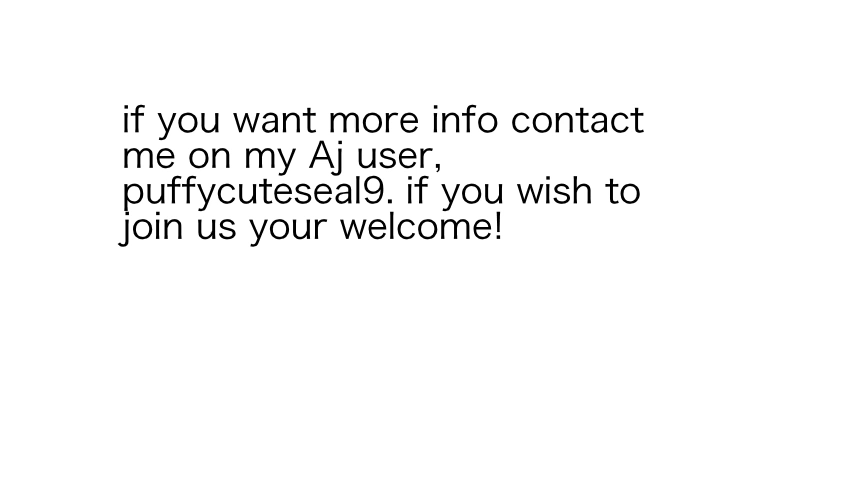 if you want more info contact
me on my Aj user,
puffycuteseal9. if you wish to
join us your welcome!